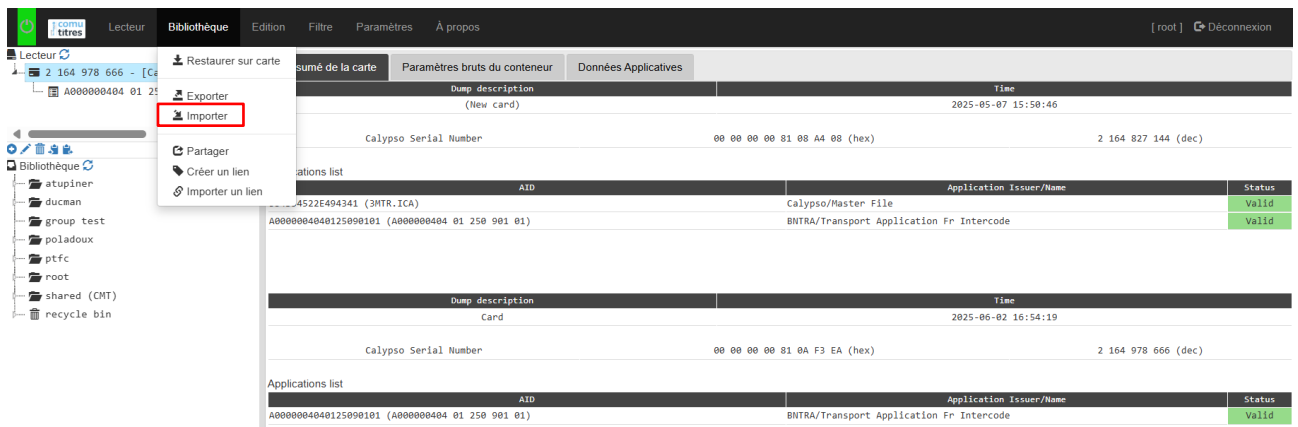 comu titres Lecteur Bibliothèque Edition Filtre Paramètres À propos [ root ] Déconnexion
Lecteur
2 164 978 666 - [Ca
A000000404 01 25
Restaurer sur carte
Exporter
Importer
Partager
Créer un lien
Importer un lien
Bibliothèque
atupiner
ducman
group test
poladoux
ptfc
root
shared (CMT)
recycle bin
sumé de la carte Paramètres bruts du conteneur Données Applicatives
Dump description Time
(New card) 2025-05-07 15:50:46
Calypso Serial Number 00 00 00 00 81 08 A4 08 (hex) 2 164 827 144 (dec)
ations list
AID Application Issuer/Name Status
4522E494341 (3MTR.ICA) Calypso/Master File Valid
A0000004040125090101 (A000000404 01 250 901 01) BNTRA/Transport Application Fr Intercode Valid
Dump description Time
Card 2025-06-02 16:54:19
Calypso Serial Number 00 00 00 00 81 0A F3 EA (hex) 2 164 978 666 (dec)
Applications list
AID Application Issuer/Name Status
A0000004040125090101 (A000000404 01 250 901 01) BNTRA/Transport Application Fr Intercode Valid